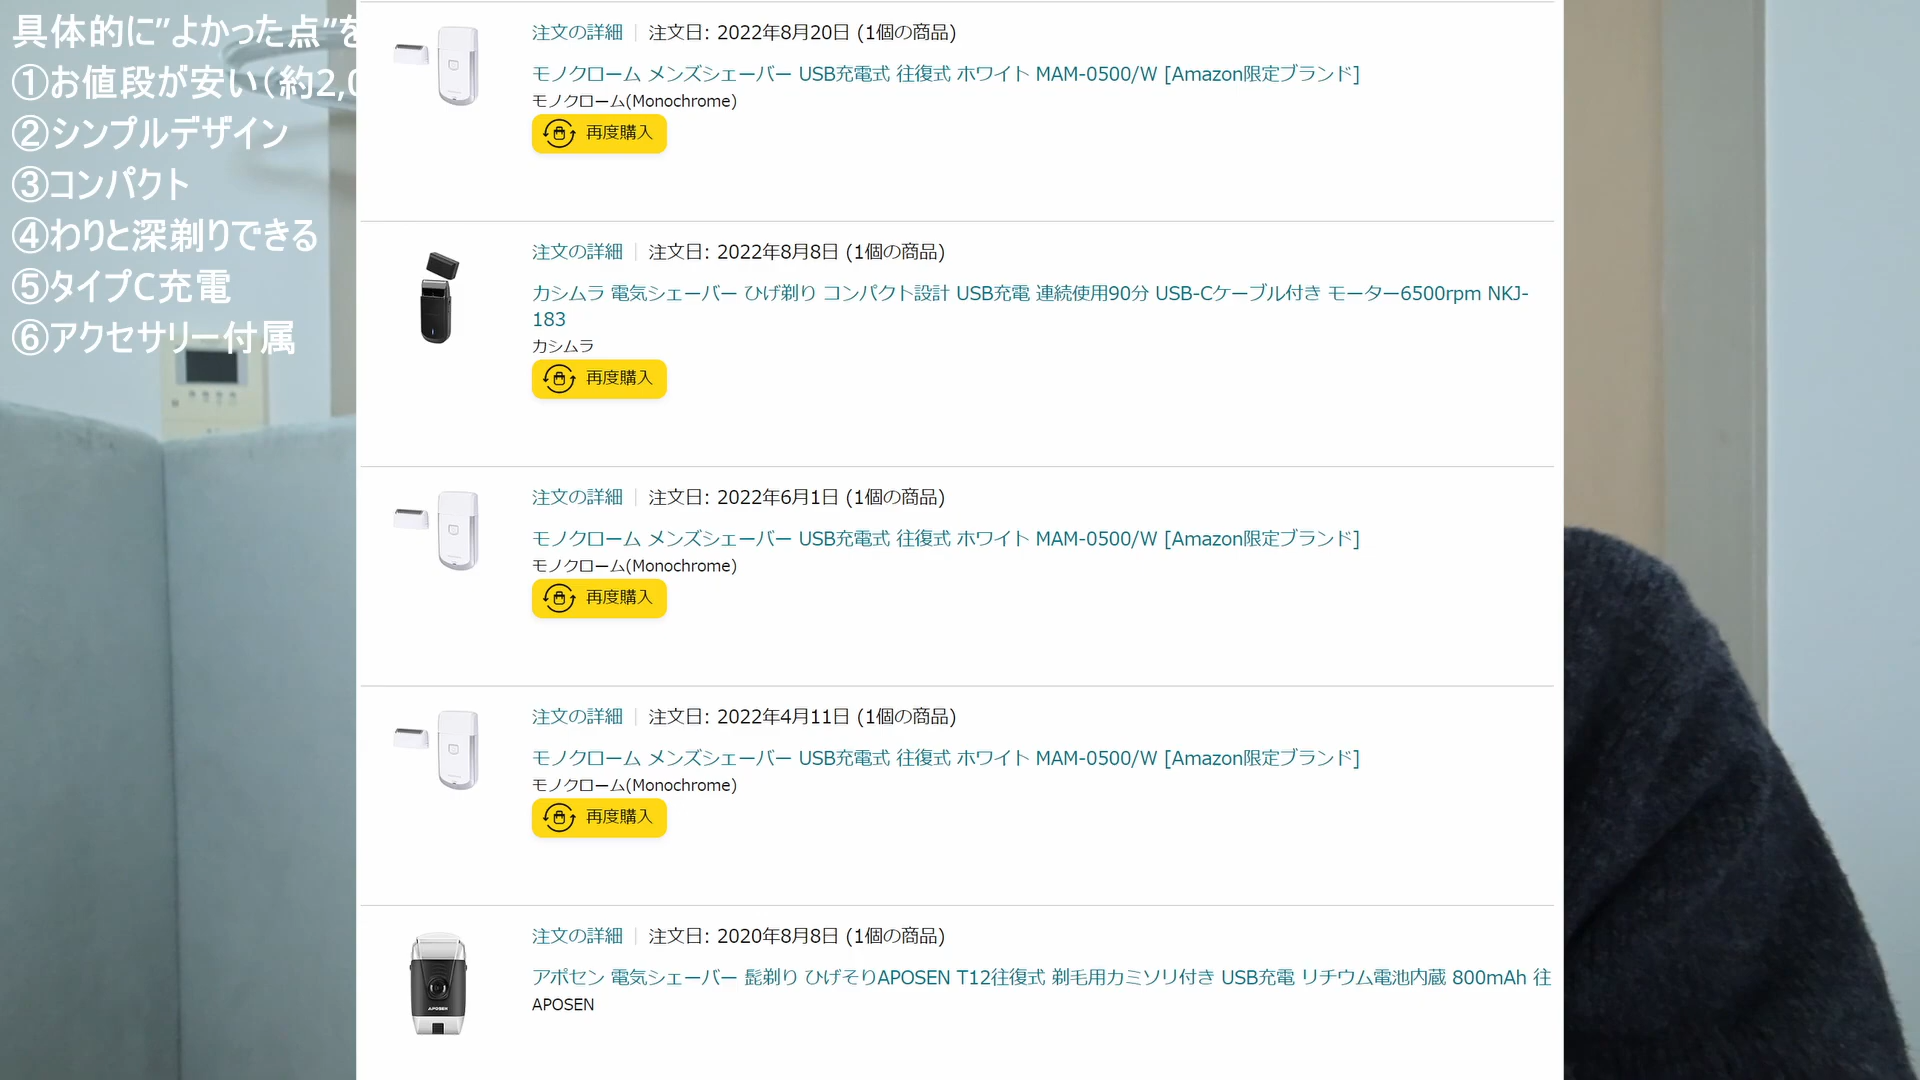 具体的に”よかった点”を
①お値段が安い（約2,0
②シンプルデザイン
③コンパクト
④わりと深剃りできる
⑤タイプC充電
⑥アクセサリー付属
注文の詳細 | 注文日: 2022年8月20日 (1個の商品)
モノクローム メンズシェーバー USB充電式 往復式 ホワイト MAM-0500/W [Amazon限定ブランド]
モノクローム(Monochrome)
再度購入
注文の詳細 | 注文日: 2022年8月8日 (1個の商品)
カシムラ 電気シェーバー ひげ剃り コンパクト設計 USB充電 連続使用90分 USB-Cケーブル付き モーター6500rpm NKJ-
183
カシムラ
再度購入
注文の詳細 | 注文日: 2022年6月1日 (1個の商品)
モノクローム メンズシェーバー USB充電式 往復式 ホワイト MAM-0500/W [Amazon限定ブランド]
モノクローム(Monochrome)
再度購入
注文の詳細 | 注文日: 2022年4月11日 (1個の商品)
モノクローム メンズシェーバー USB充電式 往復式 ホワイト MAM-0500/W [Amazon限定ブランド]
モノクローム(Monochrome)
再度購入
APOSEN
注文の詳細 | 注文日: 2020年8月8日 (1個の商品)
アポセン 電気シェーバー 髭剃り ひげそりAPOSEN T12往復式 剃毛用カミソリ付き USB充電 リチウム電池内蔵 800mAh 往
APOSEN